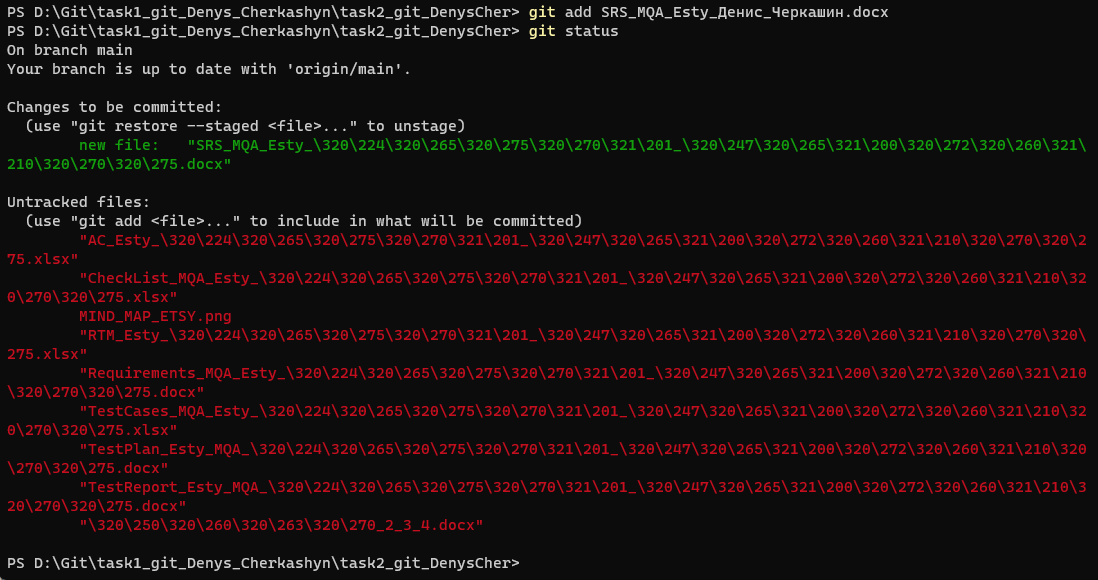 PS D:\Git\task1_git_Denys_Cherkashyn\task2_git_DenysCher> git add SRS_MQA_Esty_Денис_Черкашин.docx
PS D:\Git\task1_git_Denys_Cherkashyn\task2_git_DenysCher> git status
On branch main
Your branch is up to date with 'origin/main'.
Changes to be committed:
  (use "git restore --staged <file>..." to unstage)
        new file:   "SRS_MQA_Esty_\320\224\320\265\320\275\320\270\321\201_\320\247\320\265\321\200\320\272\320\260\321\
210\320\270\320\275.docx"
Untracked files:
  (use "git add <file>..." to include in what will be committed)
        "AC_Esty_\320\224\320\265\320\275\320\270\321\201_\320\247\320\265\321\200\320\272\320\260\321\210\320\270\320\2
75.xlsx"
        "CheckList_MQA_Esty_\320\224\320\265\320\275\320\270\321\201_\320\247\320\265\321\200\320\272\320\260\321\210\32
0\270\320\275.xlsx"
        MIND_MAP_ETSY.png
        "RTM_Esty_\320\224\320\265\320\275\320\270\321\201_\320\247\320\265\321\200\320\272\320\260\321\210\320\270\320\
275.xlsx"
        "Requirements_MQA_Esty_\320\224\320\265\320\275\320\270\321\201_\320\247\320\265\321\200\320\272\320\260\321\210
\320\270\320\275.docx"
        "TestCases_MQA_Esty_\320\224\320\265\320\275\320\270\321\201_\320\247\320\265\321\200\320\272\320\260\321\210\32
0\270\320\275.xlsx"
        "TestPlan_Esty_MQA_\320\224\320\265\320\275\320\270\321\201_\320\247\320\265\321\200\320\272\320\260\321\210\320
\270\320\275.docx"
        "TestReport_Esty_MQA_\320\224\320\265\320\275\320\270\321\201_\320\247\320\265\321\200\320\272\320\260\321\210\3
20\270\320\275.docx"
        "\320\250\320\260\320\263\320\270_2_3_4.docx"
PS D:\Git\task1_git_Denys_Cherkashyn\task2_git_DenysCher>